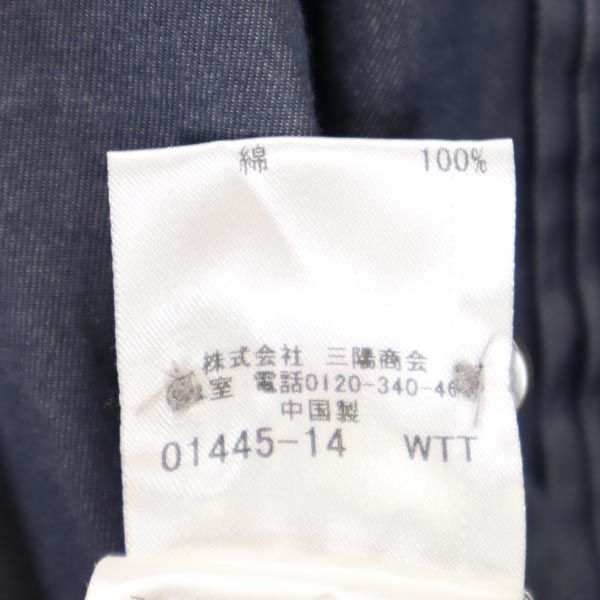 綿 100%
株式会社 三陽商会
室 電話0120-340-46
中国製
01445-14 WTT